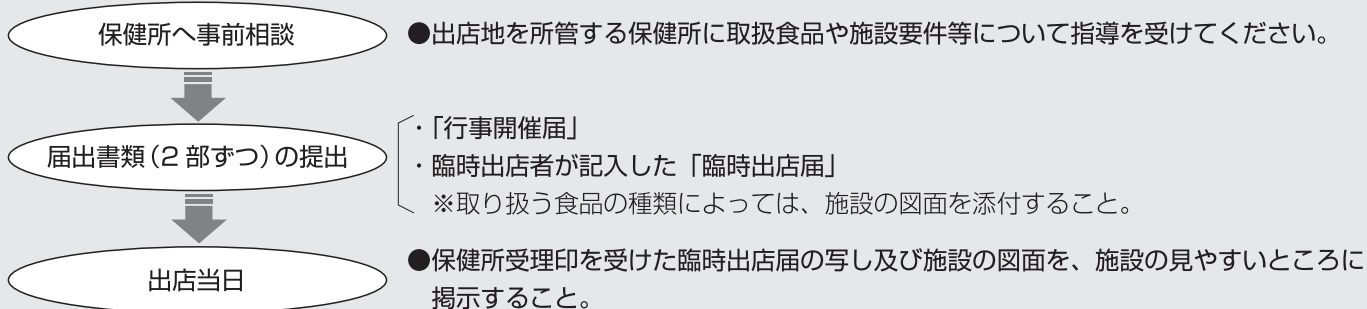 保健所へ事前相談
●出店地を所管する保健所に取扱食品や施設要件等について指導を受けてください。
届出書類（2部ずつ）の提出
・「行事開催届」
・臨時出店者が記入した「臨時出店届」
※取り扱う食品の種類によっては、施設の図面を添付すること。
出店当日
●保健所受理印を受けた臨時出店届の写し及び施設の図面を、施設の見やすいところに
掲示すること。